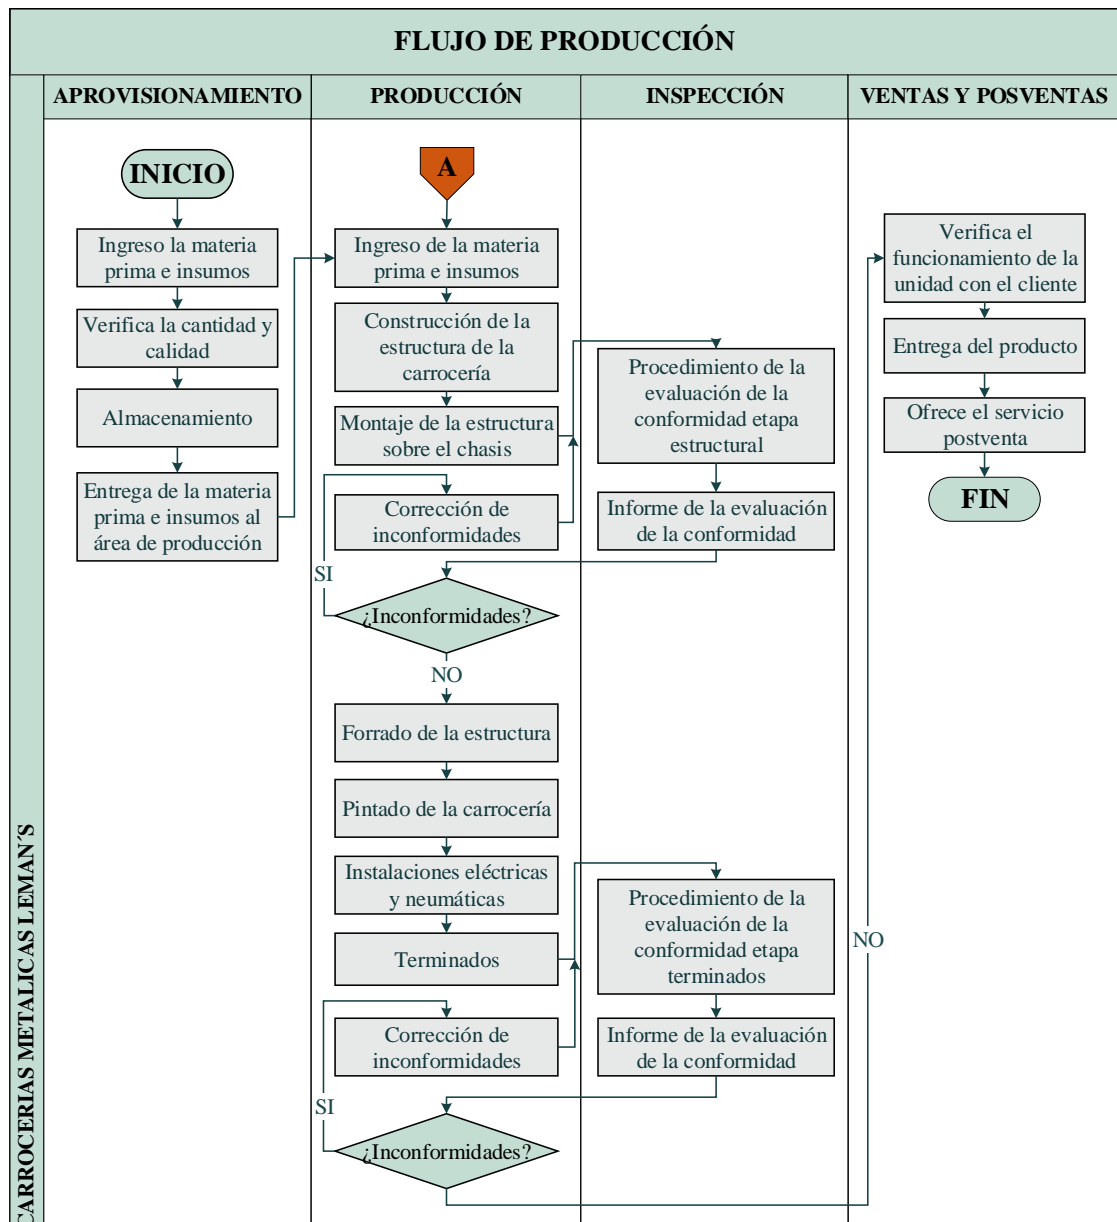 FLUJO DE PRODUCCIÓN
CARROCERIAS METALICAS LEMAN´S
APROVISIONAMIENTO
PRODUCCIÓN
INSPECCIÓN
VENTAS Y POSVENTAS
INICIO
Ingreso la materia
prima e insumos
Verifica la cantidad y
calidad
Almacenamiento
Entrega de la materia
prima e insumos al
área de producción
A
Ingreso de la materia
prima e insumos
Construcción de la
estructura de la
carrocería
Montaje de la estructura
sobre el chasis
Corrección de
inconformidades
SI
¿Inconformidades?
NO
Forrado de la estructura
Pintado de la carrocería
Instalaciones eléctricas
y neumáticas
Terminados
Corrección de
inconformidades
SI
¿Inconformidades?
Procedimiento de la
evaluación de la
conformidad etapa
estructural
Informe de la evaluación
de la conformidad
Procedimiento de la
evaluación de la
conformidad etapa
terminados
Informe de la evaluación
de la conformidad
NO
Verifica el
funcionamiento de la
unidad con el cliente
Entrega del producto
Ofrece el servicio
postventa
FIN